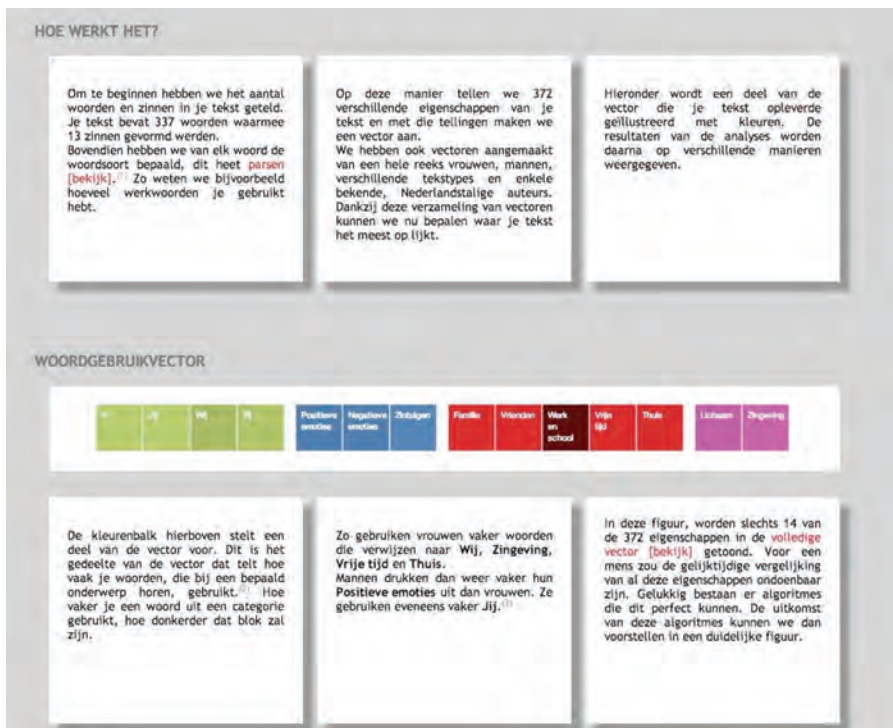 HOE WERKT HET?
Om te beginnen hebben we het aantal
woorden en zinnen in je tekst geteld.
Je tekst bevat 337 woorden waarmee
13 zinnen gevormd werden.
Bovendien hebben we van elk woord de
woordsoort bepaald, dit heet parsen
[bekijk].[1] Zo weten we bijvoorbeeld
hoeveel werkwoorden je gebruikt
hebt.
Op deze manier tellen we 372
verschillende eigenschappen van je
tekst en met die tellingen maken we
een vector aan.
We hebben ook vectoren aangemaakt
van een hele reeks vrouwen, mannen,
verschillende tekstypes en enkele
bekende, Nederlandstalige auteurs.
Dankzij deze verzameling van vectoren
kunnen we nu bepalen waar je tekst
het meest op lijkt.
Hieronder wordt een deel van de
vector die je tekst opleverde
geïllustreerd met kleuren. De
resultaten van de analyses worden
daarna op verschillende manieren
weergegeven.
WOORDGEBRUIKVECTOR
Jij
Wij
Positieve
emoties
Negatieve
emoties
Zintuigen
Familie
Vrienden
Werk
en
school
Vrije
tijd
Thuis
Lichaam
Zingeving
De kleurenbalk hierboven stelt een
deel van de vector voor. Dit is het
gedeelte van de vector dat telt hoe
vaak je woorden, die bij een bepaald
onderwerp horen, gebruikt.[2] Hoe
vaker je een woord uit een categorie
gebruikt, hoe donkerder dat blok zal
zijn.
Zo gebruiken vrouwen vaker woorden
die verwijzen naar Wij, Zingeving,
Vrije tijd en Thuis.
Mannen drukken dan weer vaker hun
Positieve emoties uit dan vrouwen. Ze
gebruiken eveneens vaker Jij.[3]
In deze figuur, worden slechts 14 van
de 372 eigenschappen in de volledige
vector [bekijk] getoond. Voor een
mens zou de gelijktijdige vergelijking
van al deze eigenschappen ondoenbaar
zijn. Gelukkig bestaan er algoritmes
die dit perfect kunnen. De uitkomst
van deze algoritmes kunnen we dan
voorstellen in een duidelijke figuur.